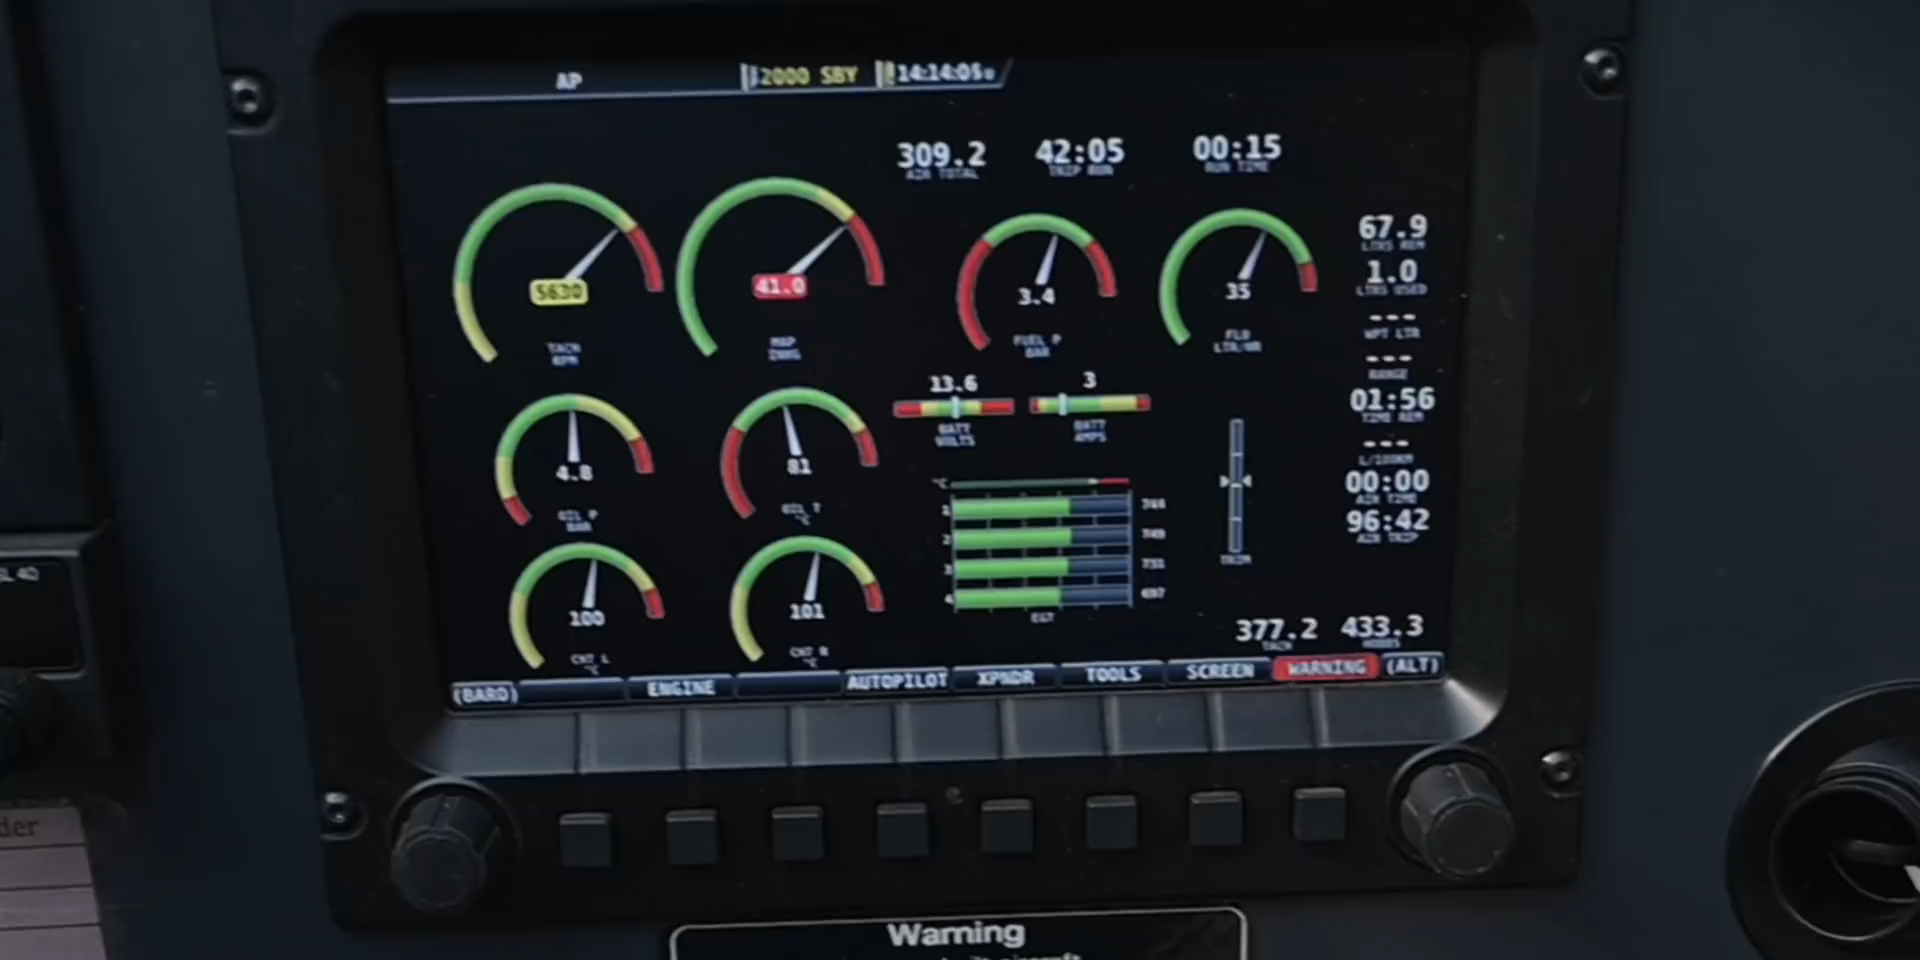 AP
2000 SBY
14:14:05
309.2
AIR TOTAL
42:05
TRIP RUN
00:15
RUN TIME
5630
TACH
RPM
41.0
MAP
INHG
3.4
FUEL P
BAR
35
FLO
LTR/HR
67.9
LTRS REM
1.0
LTRS USED
---
WPT LTR
---
RANGE
01:56
TIME REM
---
L/100KM
00:00
AIR TIME
96:42
AIR TRIP
4.8
OIL P
BAR
81
OIL T
°C
13.6
BATT
VOLTS
3
BATT
AMPS
°C
1
2
749
3
731
4
697
EGT
TRIM
100
CHT L
°C
101
CHT R
°C
377.2
TACH
433.3
HOBBS
(BARO)
ENGINE
AUTOPILOT
XPNDR
TOOLS
SCREEN
WARNING
(ALT)
der
Warning